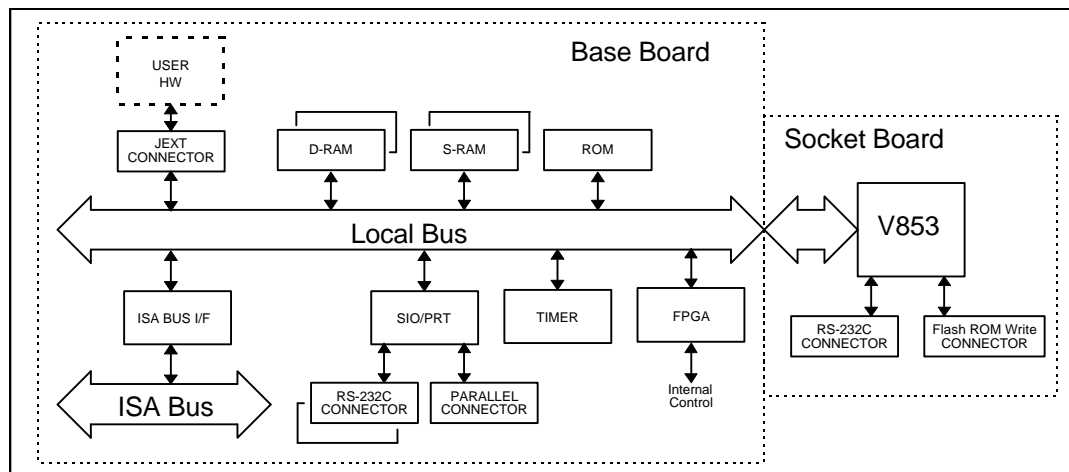 Base Board
USER
HW
JEXT
CONNECTOR
D-RAM
S-RAM
ROM
Socket Board
V853
Local Bus
ISA BUS I/F
SIO/PRT
TIMER
FPGA
RS-232C
CONNECTOR
Flash ROM Write
CONNECTOR
ISA Bus
RS-232C
CONNECTOR
PARALLEL
CONNECTOR
Internal
Control